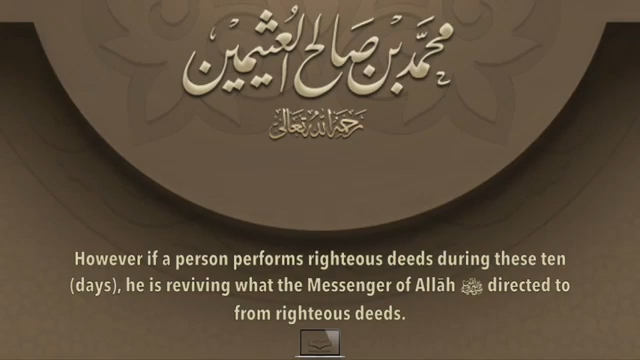 محمد بن صالح العثيمين
رحمه الله تعالى
However if a person performs righteous deeds during these ten
(days), he is reviving what the Messenger of Allāh ﷺ directed to
from righteous deeds.